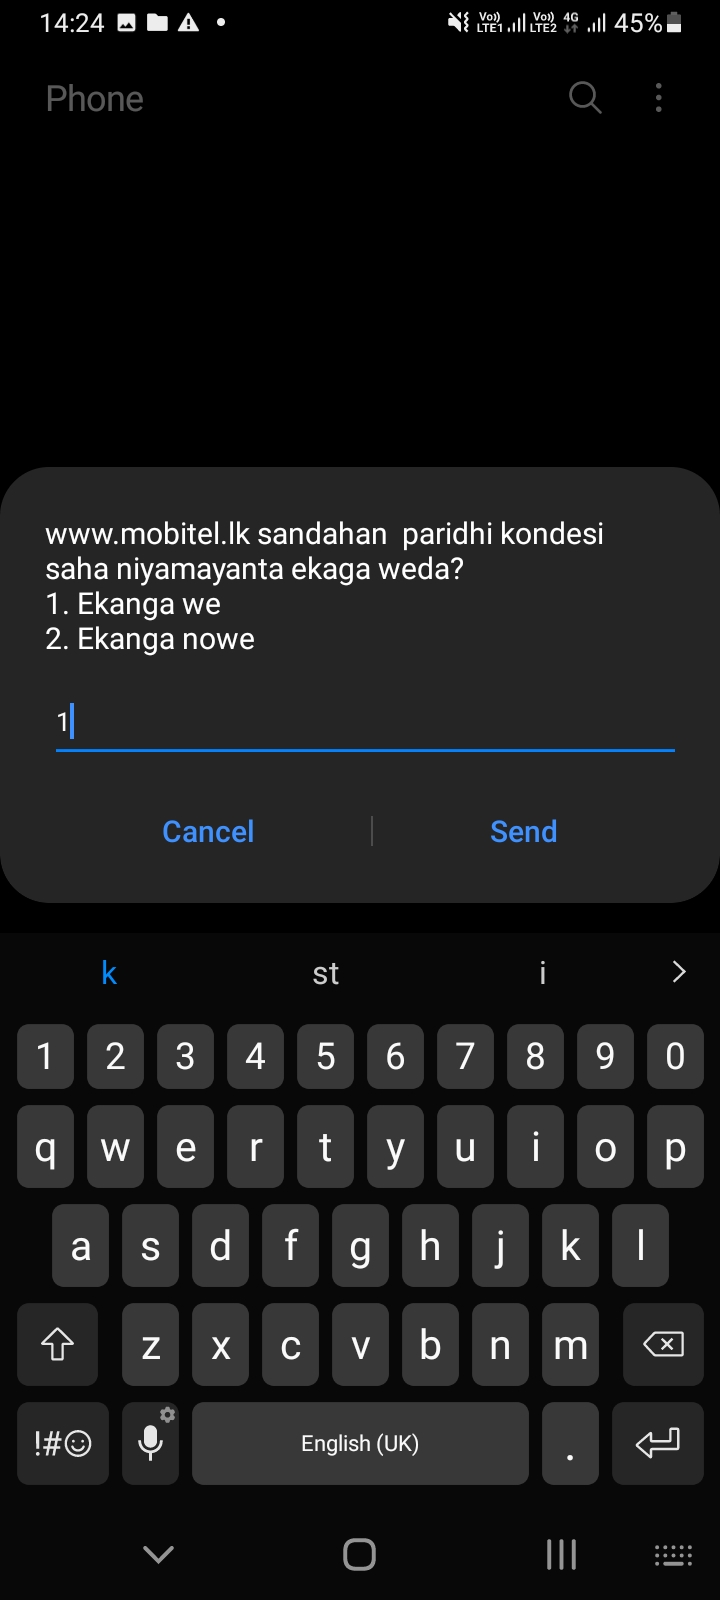 14:24 Vo)) LTE1 Vo)) LTE2 4G 45%
Phone
www.mobitel.lk sandahan  paridhi kondesi
saha niyamayanta ekaga weda?
1. Ekanga we
2. Ekanga nowe
1
Cancel Send
k st i
1 2 3 4 5 6 7 8 9 0
q w e r t y u i o p
a s d f g h j k l
z x c v b n m
!#☺ English (UK) .